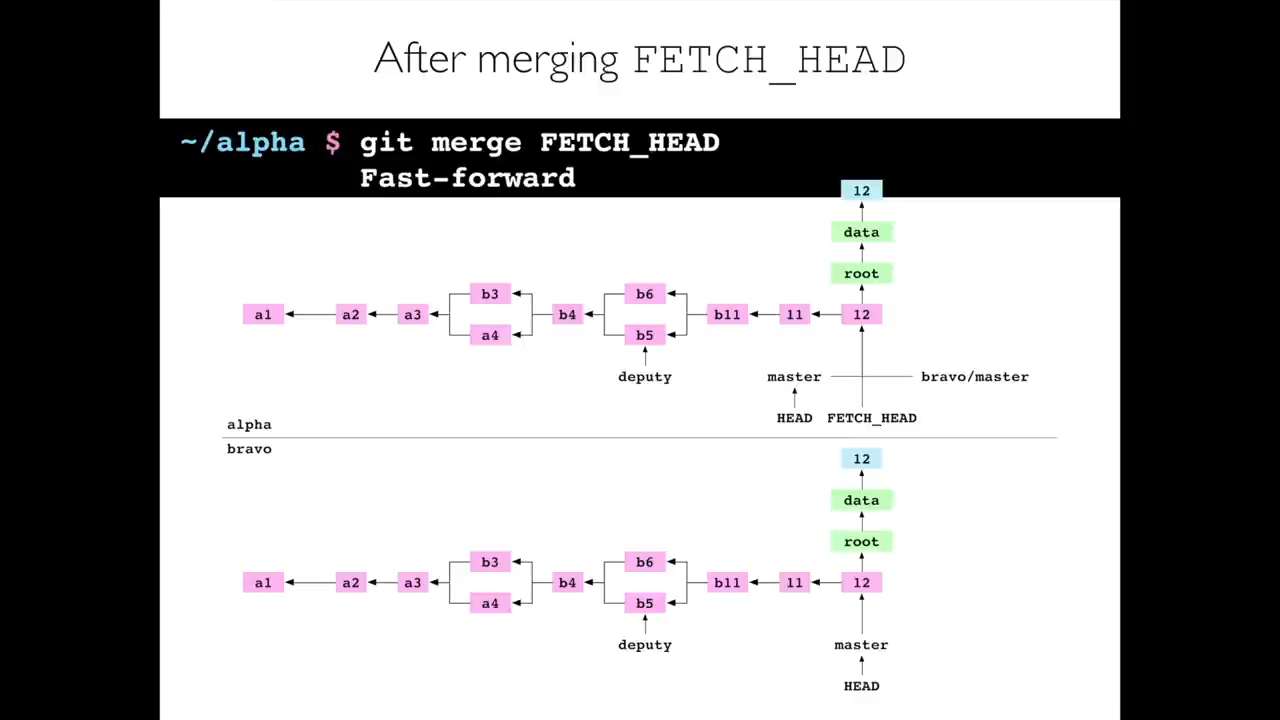 After merging FETCH_HEAD
~/alpha $ git merge FETCH_HEAD
Fast-forward
12
data
root
b3 b6
a1 a2 a3 b4 b11 11 12
a4 b5
deputy master bravo/master
HEAD FETCH_HEAD
alpha
bravo
12
data
root
b3 b6
a1 a2 a3 b4 b11 11 12
a4 b5
deputy master
HEAD